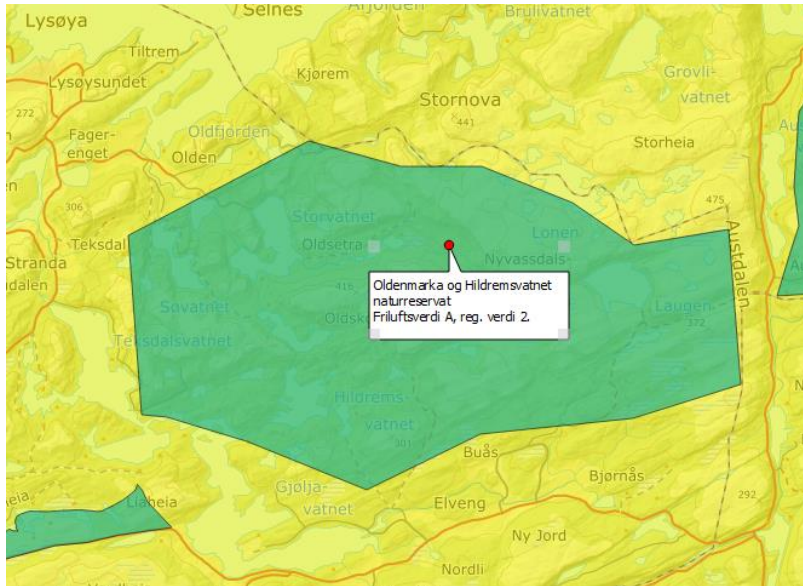 Lysøya
Selnes
Arfjorden
Brulivatnet
Tiltrem
Kjørem
Grovli-
vatnet
Lysøysundet
Stornova
272
441
Fager-
enget
Oldfjorden
Storheia
Olden
306
475
Storvatnet
Lonen
Teksdal
Oldsetra
Nyvassdals-
Austdalen
Stranda
416
Laugen
Sovatnet
372
Teksdalsvatnet
Oldenmarka og Hildremsvatnet
naturreservat
Friluftsverdi A, reg. verdi 2.
Hildrems-
vatnet
301
Buås
Bjørnås
Gjølja-
vatnet
Elveng
292
Liaheia
Ny Jord
Nordli